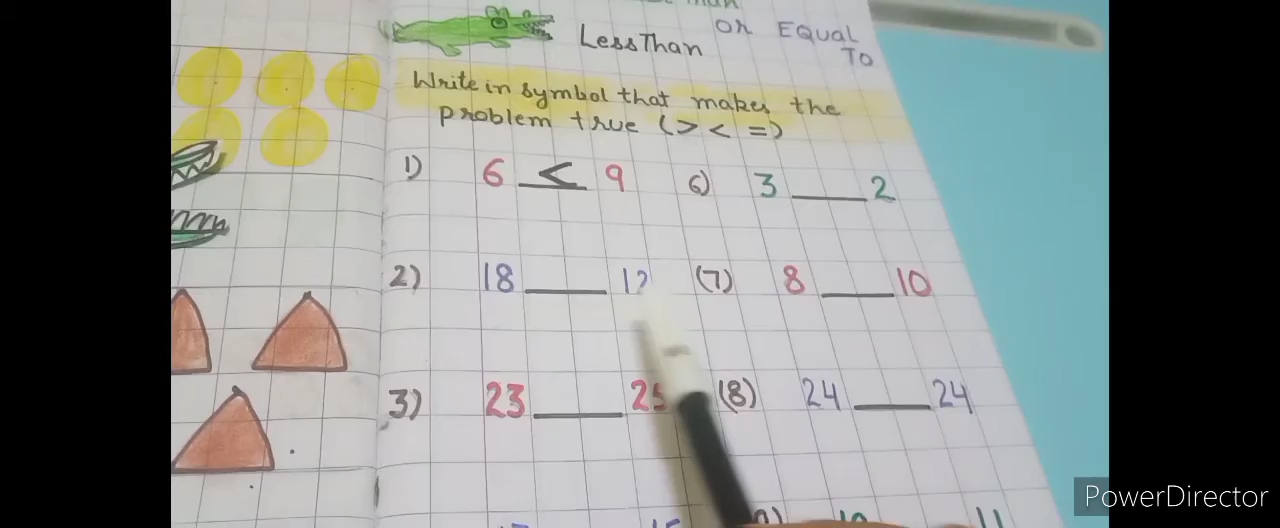 or EQUAL
Less Than
TO
Write in symbol that makes the
problem true (> < =)
1) 6 < 9
6) 3 ___ 2
2) 18 ___ 12
(7) 8 ___ 10
3) 23 ___ 25
(8) 24 ___ 24
PowerDirector